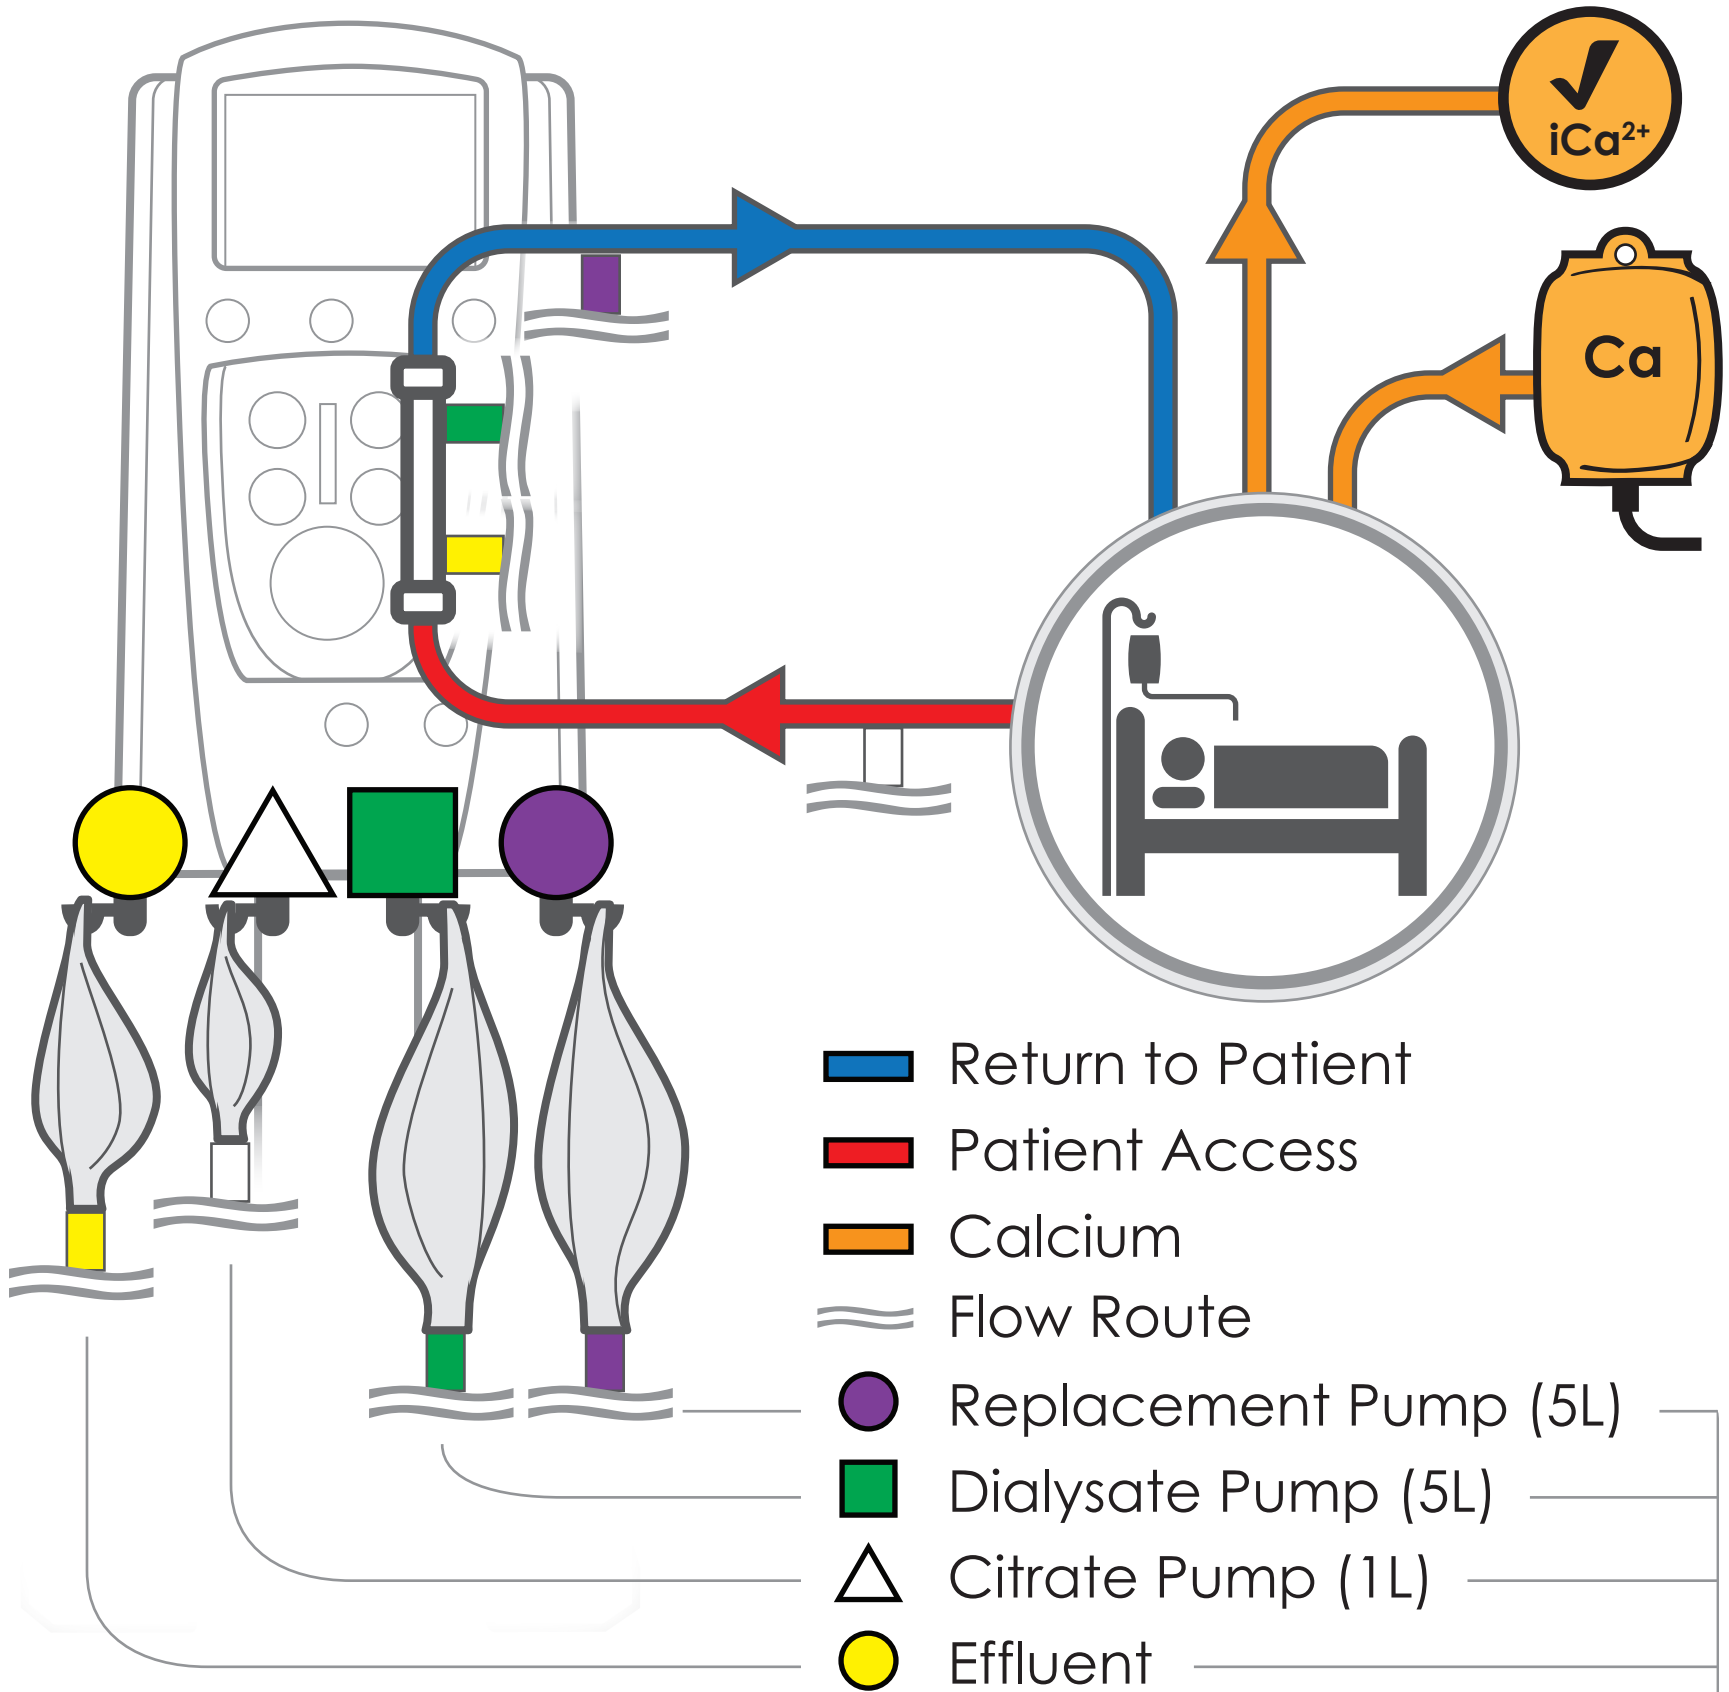 iCa²⁺
Ca
Return to Patient
Patient Access
Calcium
Flow Route
Replacement Pump (5L)
Dialysate Pump (5L)
Citrate Pump (1L)
Effluent